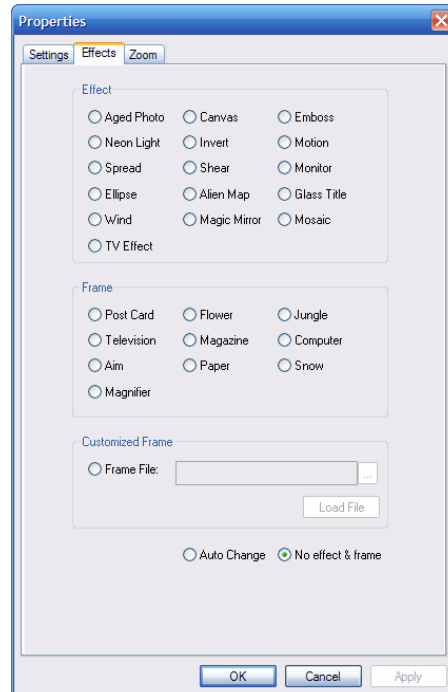 Properties
Settings Effects Zoom
Effect
Aged Photo Canvas Emboss
Neon Light Invert Motion
Spread Shear Monitor
Ellipse Alien Map Glass Title
Wind Magic Mirror Mosaic
TV Effect
Frame
Post Card Flower Jungle
Television Magazine Computer
Aim Paper Snow
Magnifier
Customized Frame
Frame File: ...
Load File
Auto Change No effect & frame
OK Cancel Apply